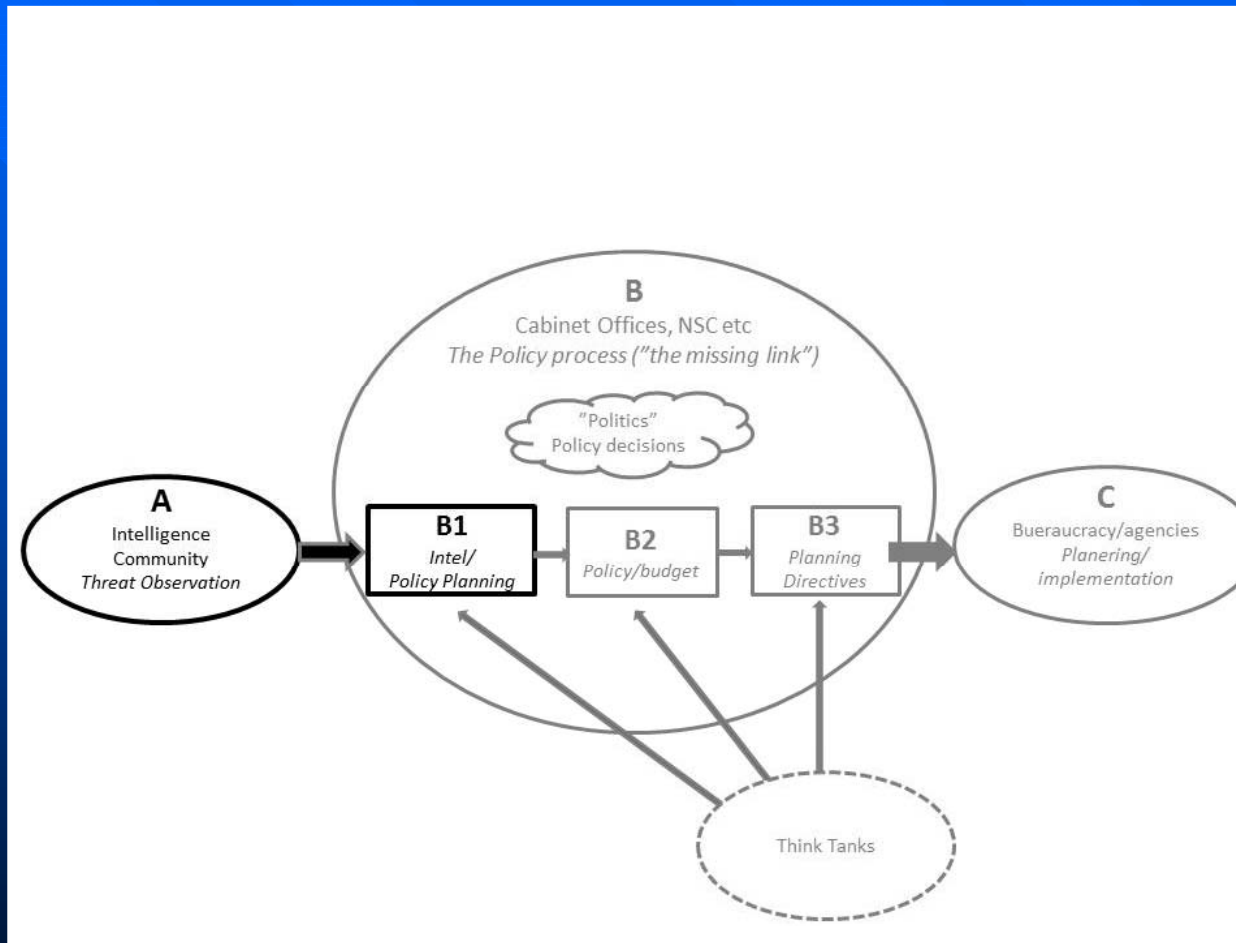 B
Cabinet Offices, NSC etc
The Policy process (”the missing link”)
”Politics”
Policy decisions
A
Intelligence
Community
Threat Observation
B1
Intel/
Policy Planning
B2
Policy/budget
B3
Planning
Directives
C
Bueraucracy/agencies
Planering/
implementation
Think Tanks